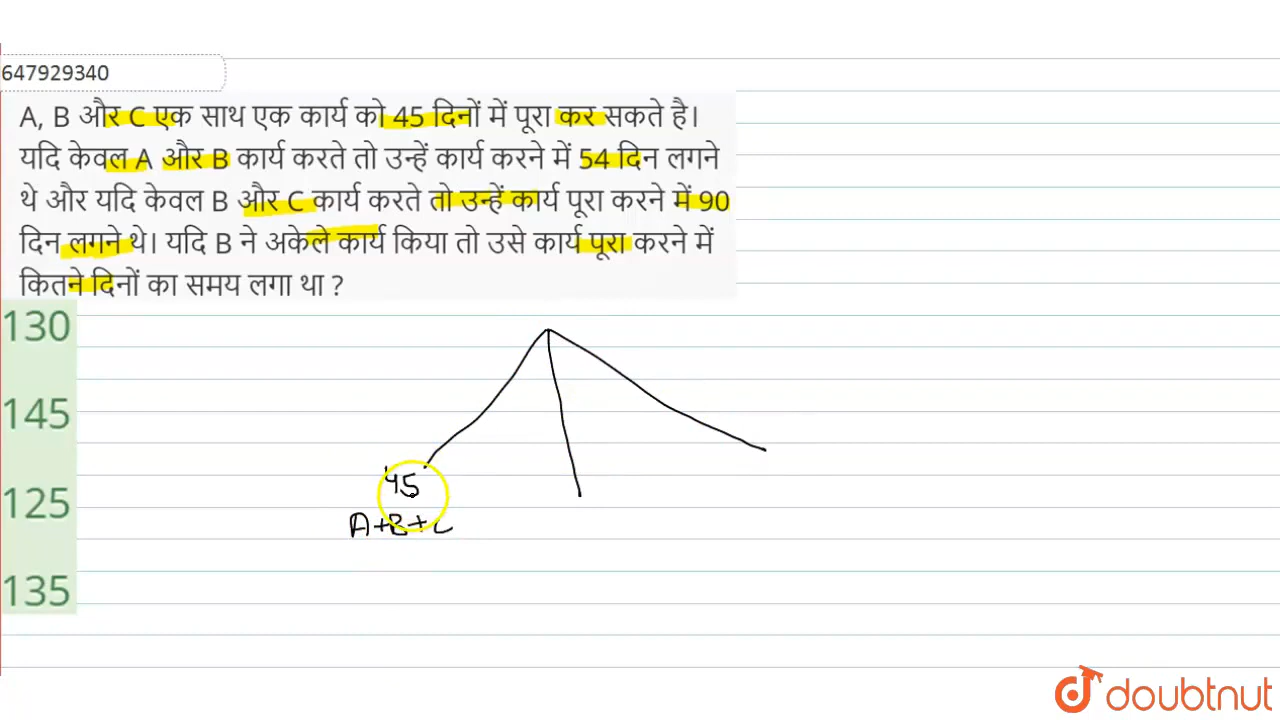 647929340
A, B और C एक साथ एक कार्य को 45 दिनों में पूरा कर सकते है।
यदि केवल A और B कार्य करते तो उन्हें कार्य करने में 54 दिन लगने
थे और यदि केवल B और C कार्य करते तो उन्हें कार्य पूरा करने में 90
दिन लगने थे। यदि B ने अकेले कार्य किया तो उसे कार्य पूरा करने में
कितने दिनों का समय लगा था ?
130
145
125
135
45
A+B+C
doubtnut